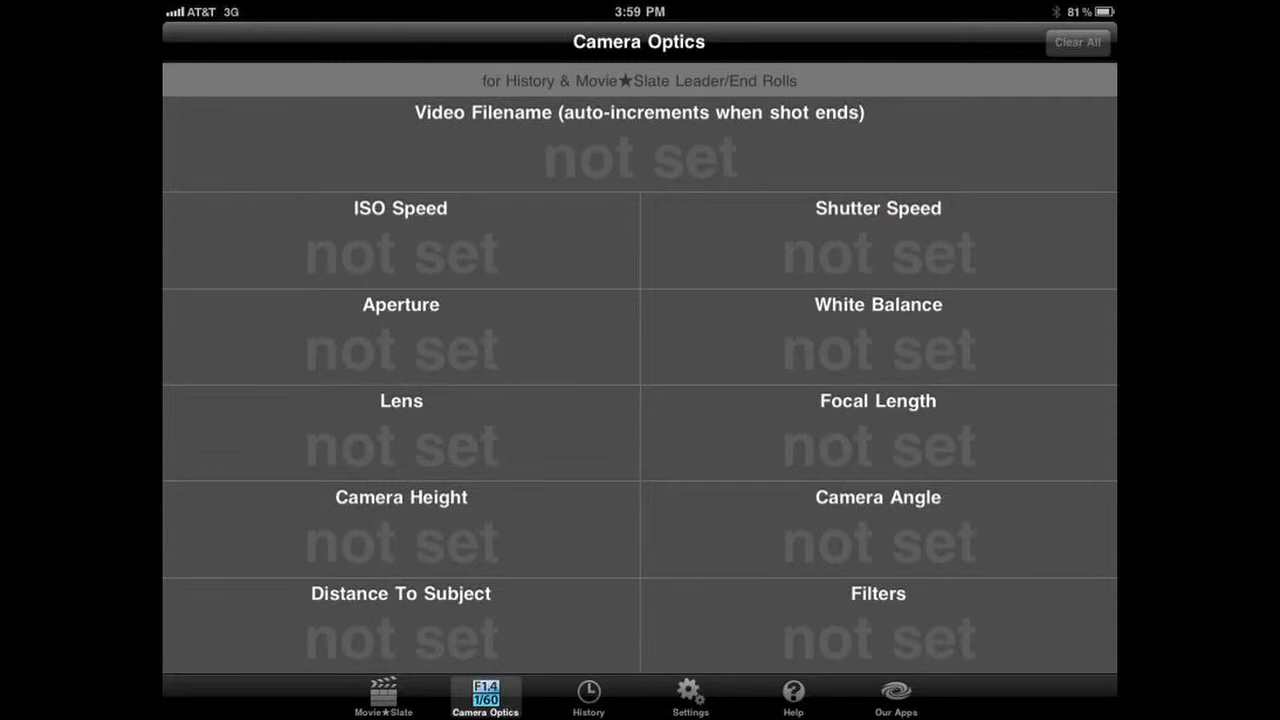 AT&T 3G 3:59 PM 81%
Camera Optics Clear All
for History & Movie★Slate Leader/End Rolls
Video Filename (auto-increments when shot ends)
not set
ISO Speed Shutter Speed
not set not set
Aperture White Balance
not set not set
Lens Focal Length
not set not set
Camera Height Camera Angle
not set not set
Distance To Subject Filters
not set not set
F1.4
1/60
Movie★Slate Camera Optics History Settings Help Our Apps